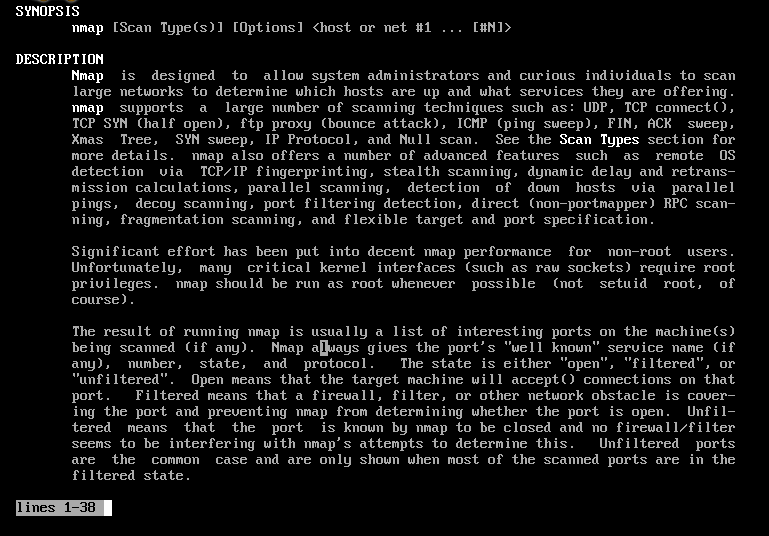 SYNOPSIS
nmap [Scan Type(s)] [Options] <host or net #1 ... [#N]>
DESCRIPTION
Nmap is designed to allow system administrators and curious individuals to scan
large networks to determine which hosts are up and what services they are offering.
nmap supports a large number of scanning techniques such as: UDP, TCP connect(),
TCP SYN (half open), ftp proxy (bounce attack), ICMP (ping sweep), FIN, ACK sweep,
Xmas Tree, SYN sweep, IP Protocol, and Null scan. See the Scan Types section for
more details. nmap also offers a number of advanced features such as remote OS
detection via TCP/IP fingerprinting, stealth scanning, dynamic delay and retrans-
mission calculations, parallel scanning, detection of down hosts via parallel
pings, decoy scanning, port filtering detection, direct (non-portmapper) RPC scan-
ning, fragmentation scanning, and flexible target and port specification.
Significant effort has been put into decent nmap performance for non-root users.
Unfortunately, many critical kernel interfaces (such as raw sockets) require root
privileges. nmap should be run as root whenever possible (not setuid root, of
course).
The result of running nmap is usually a list of interesting ports on the machine(s)
being scanned (if any). Nmap always gives the port's "well known" service name (if
any), number, state, and protocol. The state is either "open", "filtered", or
"unfiltered". Open means that the target machine will accept() connections on that
port. Filtered means that a firewall, filter, or other network obstacle is cover-
ing the port and preventing nmap from determining whether the port is open. Unfil-
tered means that the port is known by nmap to be closed and no firewall/filter
seems to be interfering with nmap's attempts to determine this. Unfiltered ports
are the common case and are only shown when most of the scanned ports are in the
filtered state.
lines 1-38